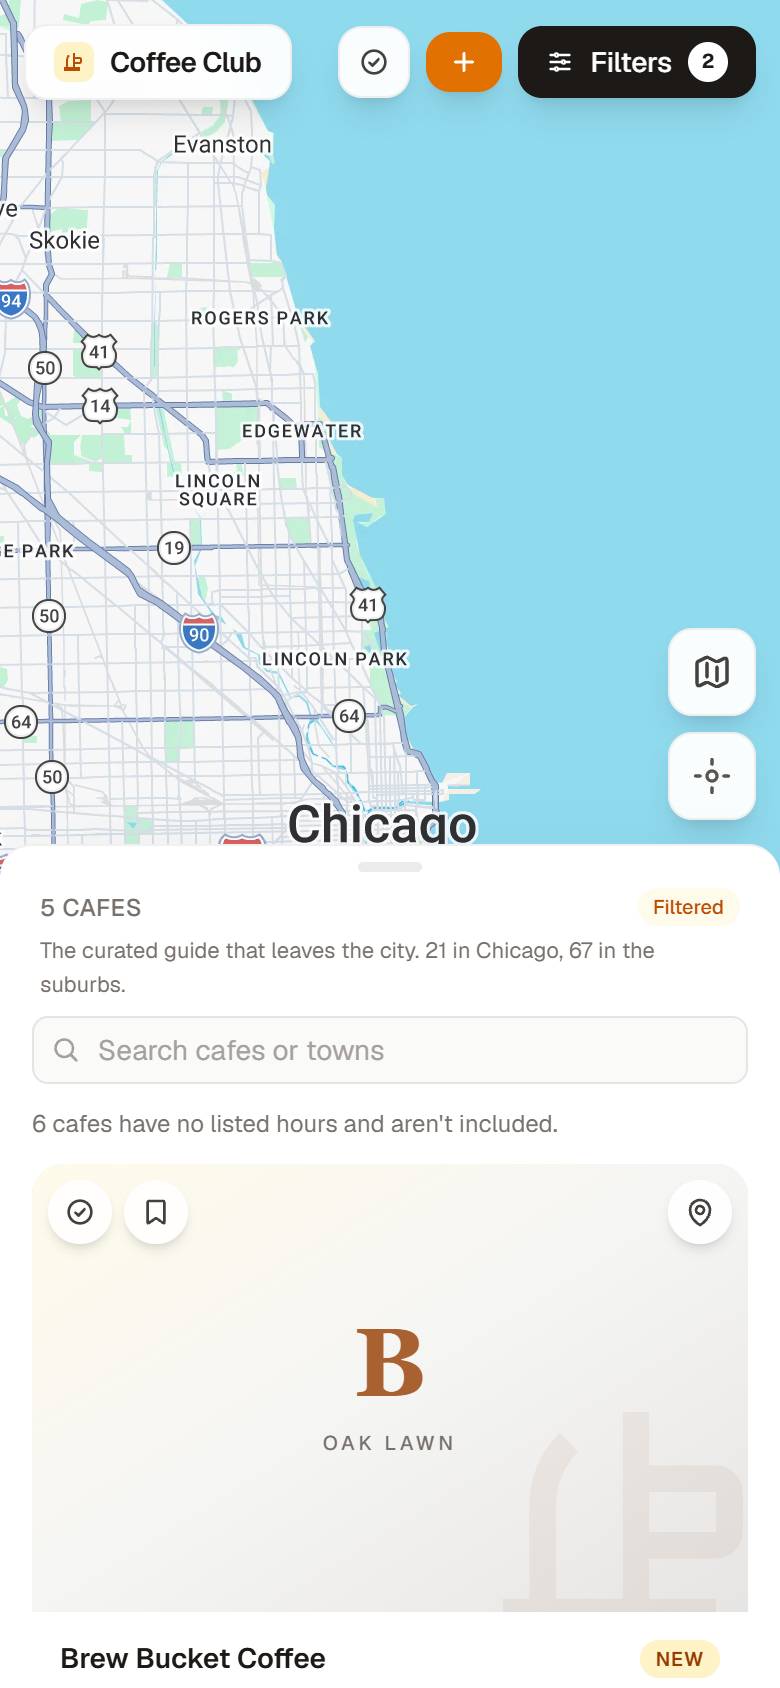 Coffee Club
Filters
2
Evanston
ve
Skokie
94
ROGERS PARK
41
50
14
EDGEWATER
LINCOLN
SQUARE
19
GE PARK
41
50
90
LINCOLN PARK
64
64
50
Chicago
5 CAFES
Filtered
The curated guide that leaves the city. 21 in Chicago, 67 in the
suburbs.
Search cafes or towns
6 cafes have no listed hours and aren't included.
B
OAK LAWN
Brew Bucket Coffee
NEW